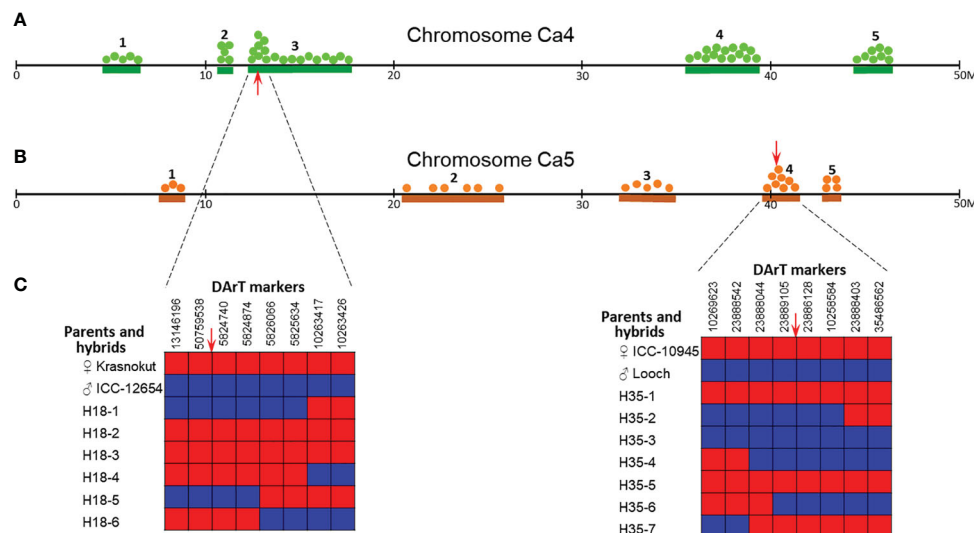 A
Chromosome Ca4
1 2 3 4 5
0 10 20 30 40 50M
B
Chromosome Ca5
1 2 3 4 5
0 10 20 30 40 50M
C
DArT markers
13146196 50759538 5824740 5824874 5826066 5825634 10263417 10263426
Parents and
hybrids
♀ Krasnokut
♂ ICC-12654
H18-1
H18-2
H18-3
H18-4
H18-5
H18-6
DArT markers
10269623 23888542 23888044 23889105 23886128 10258584 23888403 35486562
Parents and
hybrids
♀ ICC-10945
♂ Looch
H35-1
H35-2
H35-3
H35-4
H35-5
H35-6
H35-7